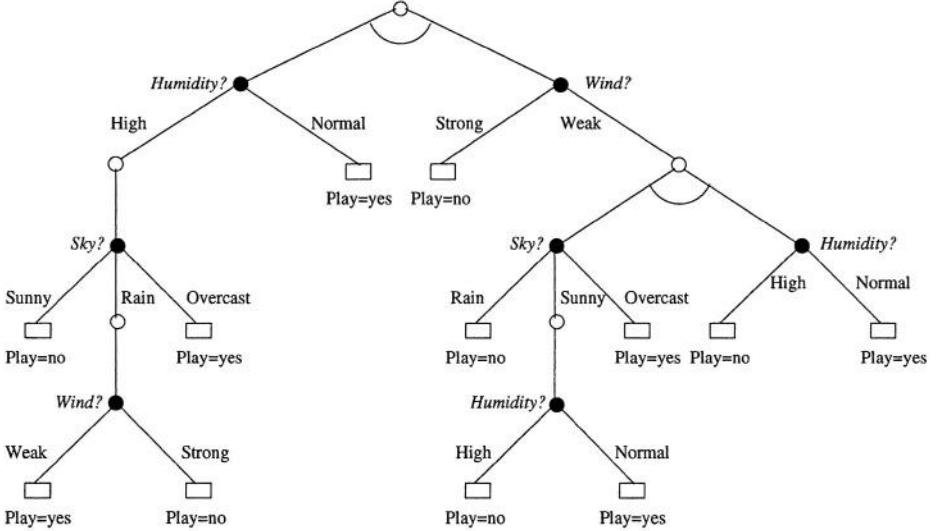 Humidity? Wind?
High Normal Strong Weak
Play=yes Play=no
Sky? Sky? Humidity?
Sunny Rain Overcast Rain Sunny Overcast High Normal
Play=no Play=yes Play=no Play=yes Play=no Play=yes
Wind? Humidity?
Weak Strong High Normal
Play=yes Play=no Play=no Play=yes